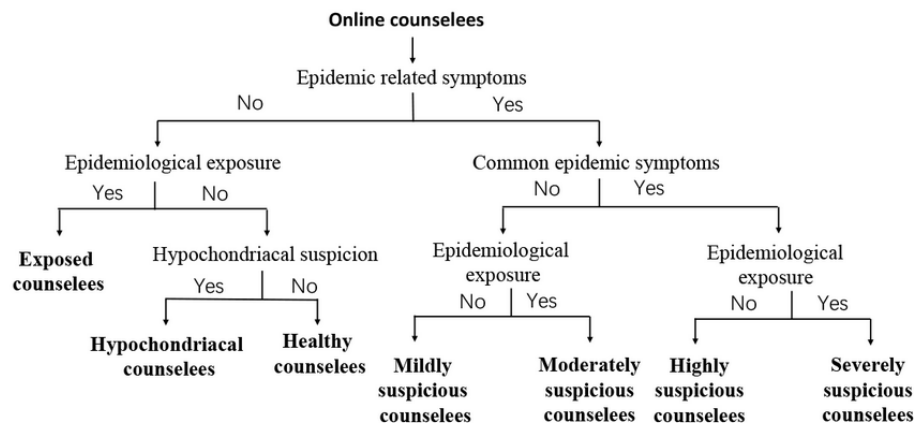 Online counselees
Epidemic related symptoms
No
Yes
Epidemiological exposure
Common epidemic symptoms
Yes
No
No
Yes
Exposed
counselees
Hypochondriacal suspicion
Epidemiological
exposure
Epidemiological
exposure
Yes
No
No
Yes
No
Yes
Hypochondriacal
counselees
Healthy
counselees
Mildly
suspicious
counselees
Moderately
suspicious
counselees
Highly
suspicious
counselees
Severely
suspicious
counselees